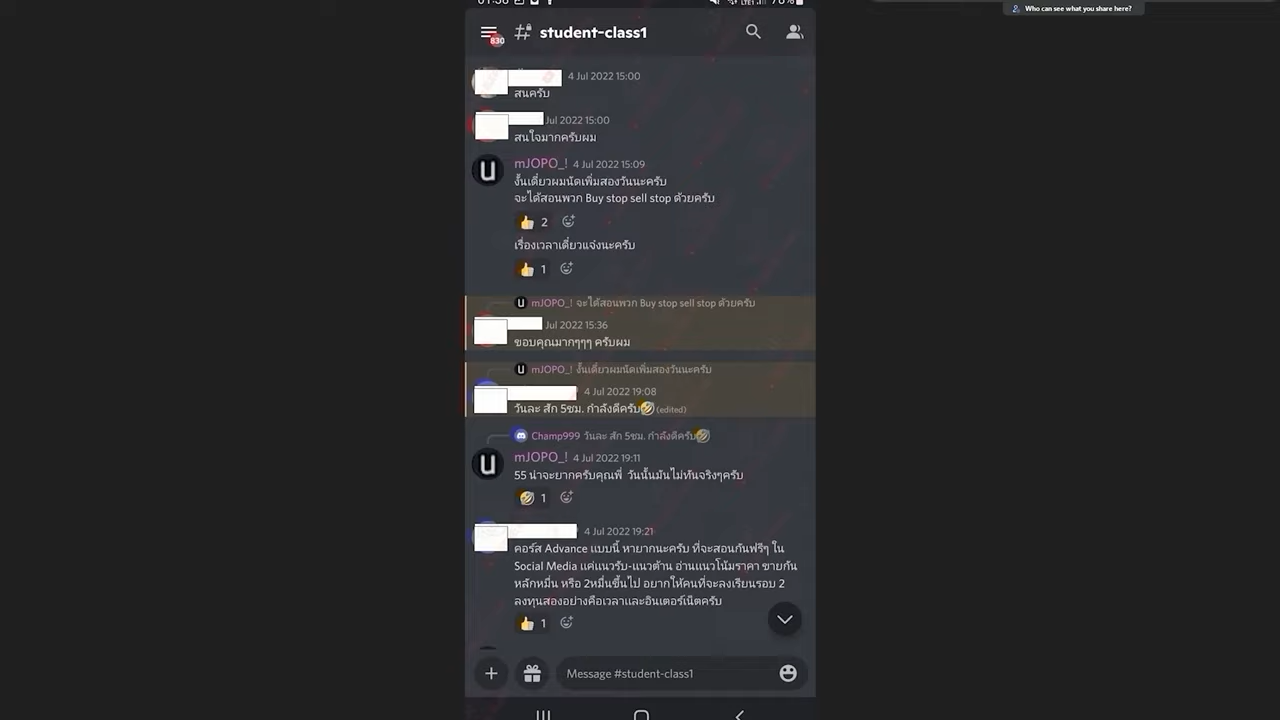 01:58
Who can see what you share here?
830
student-class1
4 Jul 2022 15:00
สนครับ
Jul 2022 15:00
สนใจมากครับผม
mJOPO_! 4 Jul 2022 15:09
งั้นเดี๋ยวผมนัดเพิ่มสองวันนะครับ
จะได้สอนพวก Buy stop sell stop ด้วยครับ
2
เรื่องเวลาเดี๋ยวแจ่งนะครับ
1
mJOPO_! จะได้สอนพวก Buy stop sell stop ด้วยครับ
Jul 2022 15:36
ขอบคุณมากๆๆๆ ครับผม
mJOPO_! งั้นเดี๋ยวผมนัดเพิ่มสองวันนะครับ
4 Jul 2022 19:08
วันละ สัก 5ชม. กำลังดีครับ🤣 (edited)
Champ999 วันละ สัก 5ชม. กำลังดีครับ🤣
mJOPO_! 4 Jul 2022 19:11
55 น่าจะยากครับคุณพี่ วันนั้นมันไม่ทันจริงๆครับ
1
4 Jul 2022 19:21
คอร์ส Advance แบบนี้ หายากนะครับ ที่จะสอนกันฟรีๆ ใน
Social Media แค่แนวรับ-แนวต้าน อ่านแนวโน้มราคา ขายกัน
หลักหมื่น หรือ 2หมื่นขึ้นไป อยากให้คนที่จะลงเรียนรอบ 2
ลงทุนสองอย่างคือเวลาและอินเตอร์เน็ตครับ
1
Message #student-class1